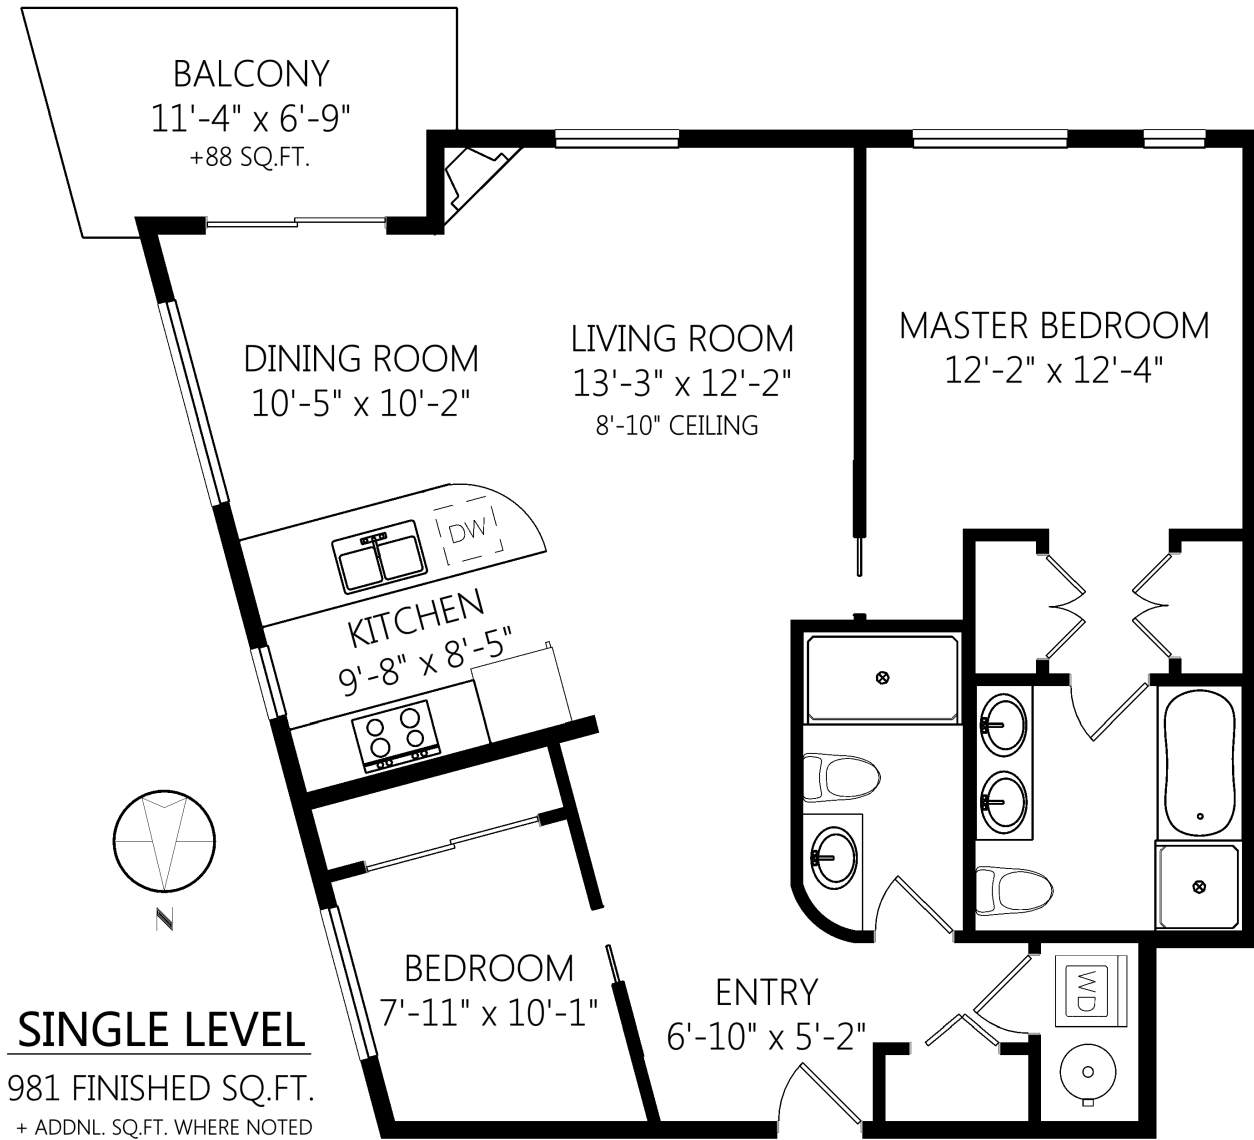 BALCONY
11'-4" x 6'-9"
+88 SQ.FT.
DINING ROOM
10'-5" x 10'-2"
LIVING ROOM
13'-3" x 12'-2"
8'-10" CEILING
MASTER BEDROOM
12'-2" x 12'-4"
DW
KITCHEN
9'-8" x 8'-5"
N
BEDROOM
7'-11" x 10'-1"
ENTRY
6'-10" x 5'-2"
WD
SINGLE LEVEL
981 FINISHED SQ.FT.
+ ADDNL. SQ.FT. WHERE NOTED